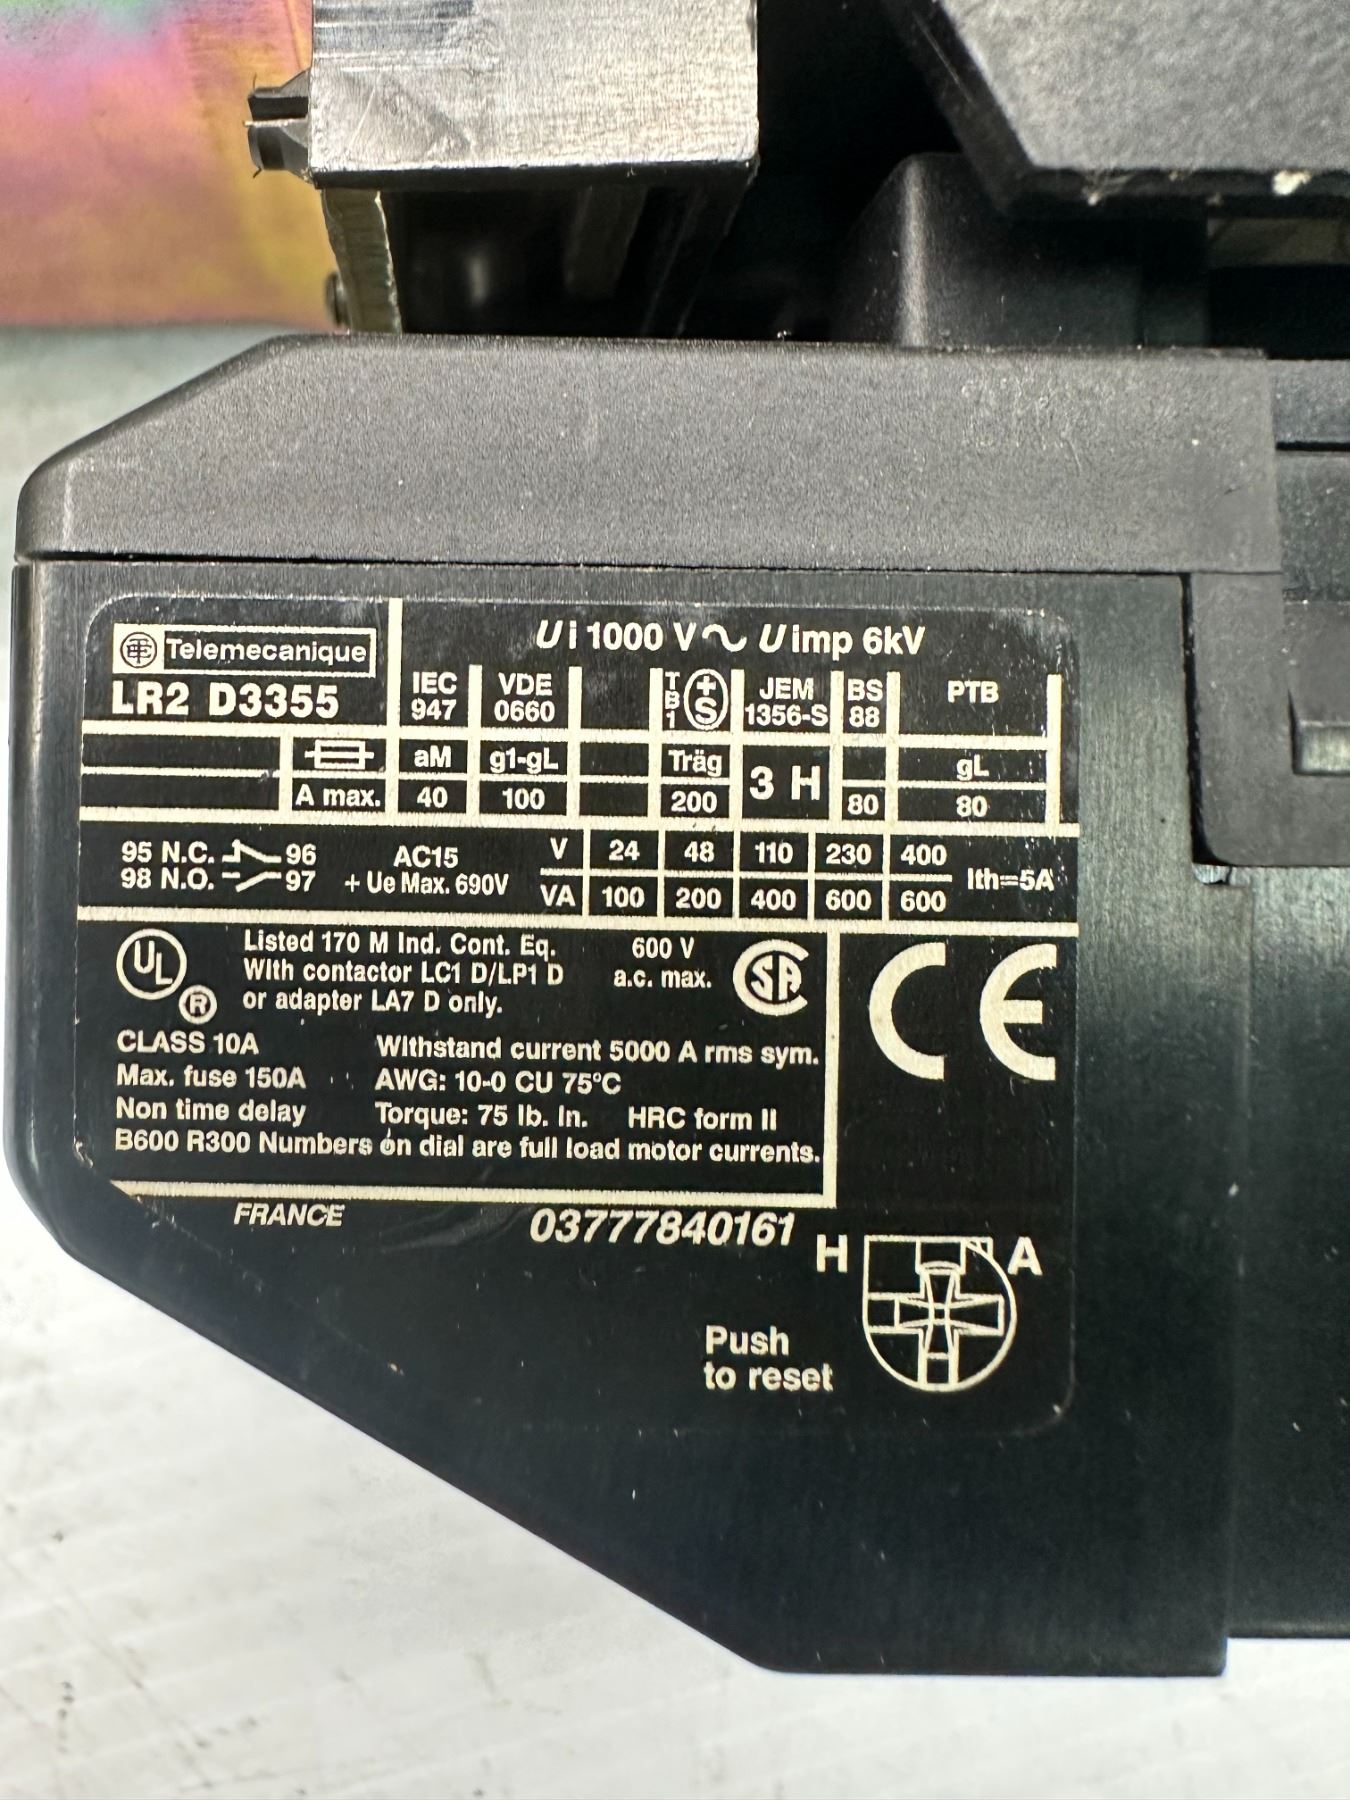 Telemecanique
LR2 D3355
Ui 1000 V ~ Uimp 6kV
IEC 947 VDE 0660 TB1 +S JEM 1356-S BS 88 PTB
aM g1-gL Träg 3 H gL
A max. 40 100 200 80 80
95 N.C. 96 AC15 V 24 48 110 230 400 Ith=5A
98 N.O. 97 + Ue Max. 690V VA 100 200 400 600 600
UL ® Listed 170 M Ind. Cont. Eq. 600 V SA
With contactor LC1 D/LP1 D a.c. max.
or adapter LA7 D only.
CE
CLASS 10A Withstand current 5000 A rms sym.
Max. fuse 150A AWG: 10-0 CU 75°C
Non time delay Torque: 75 lb. In. HRC form II
B600 R300 Numbers on dial are full load motor currents.
FRANCE 03777840161
H A
Push
to reset